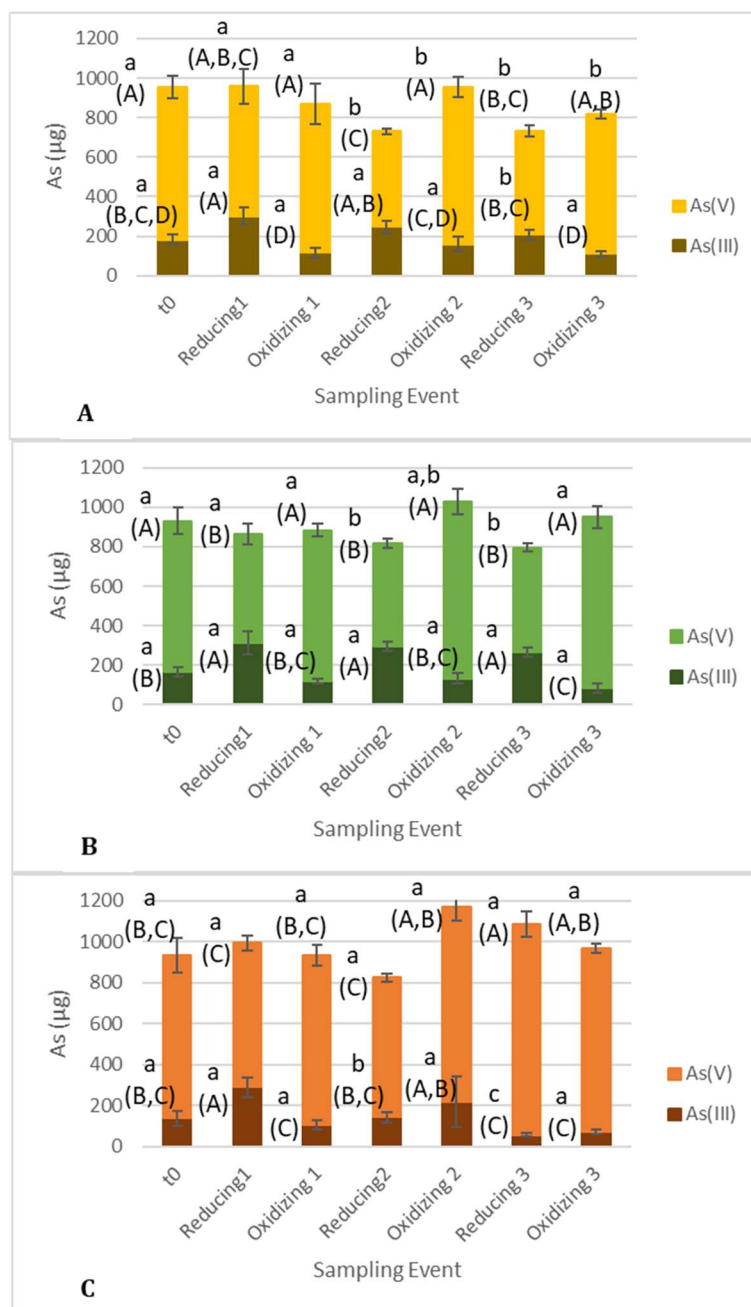 a
(A)
a
(A,B,C)
a
(A)
b
(C)
b
(A)
b
(B,C)
b
(A,B)
a
(B,C,D)
a
(A)
a
(D)
a
(A,B)
a
(C,D)
b
(B,C)
a
(D)
1200
1000
800
600
400
200
0
As (µg)
As(V)
As(III)
t0
Reducing1
Oxidizing 1
Reducing2
Oxidizing 2
Reducing 3
Oxidizing 3
Sampling Event
A
a
(A)
a
(B)
a
(A)
b
(B)
a,b
(A)
b
(B)
a
(A)
a
(B)
a
(A)
a
(B,C)
a
(A)
a
(B,C)
a
(A)
a
(C)
1200
1000
800
600
400
200
0
As (µg)
As(V)
As(III)
t0
Reducing1
Oxidizing 1
Reducing2
Oxidizing 2
Reducing 3
Oxidizing 3
Sampling Event
B
a
(B,C)
a
(C)
a
(B,C)
a
(C)
a
(A,B)
a
(A)
a
(A,B)
a
(B,C)
a
(A)
a
(C)
b
(B,C)
a
(A,B)
c
(C)
a
(C)
1200
1000
800
600
400
200
0
As (µg)
As(V)
As(III)
t0
Reducing1
Oxidizing 1
Reducing2
Oxidizing 2
Reducing 3
Oxidizing 3
Sampling Event
C